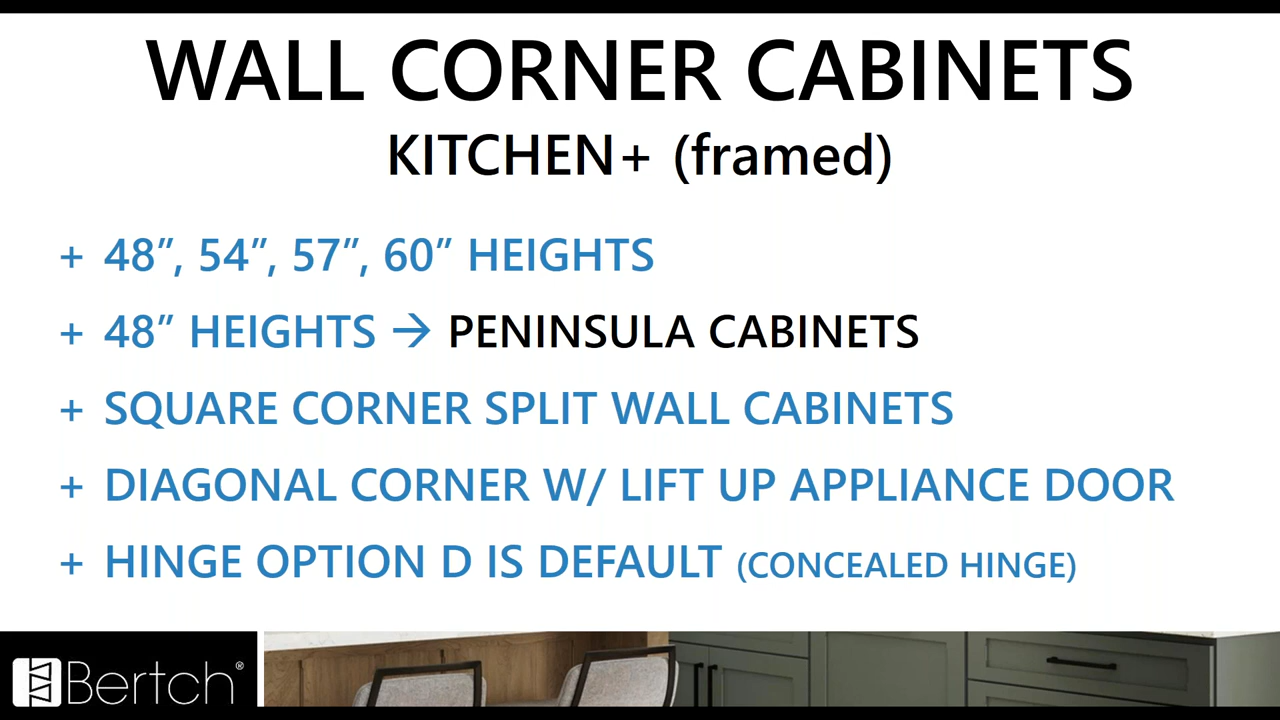 WALL CORNER CABINETS
KITCHEN+ (framed)
+ 48”, 54”, 57”, 60” HEIGHTS
+ 48” HEIGHTS → PENINSULA CABINETS
+ SQUARE CORNER SPLIT WALL CABINETS
+ DIAGONAL CORNER W/ LIFT UP APPLIANCE DOOR
+ HINGE OPTION D IS DEFAULT (CONCEALED HINGE)
Bertch®